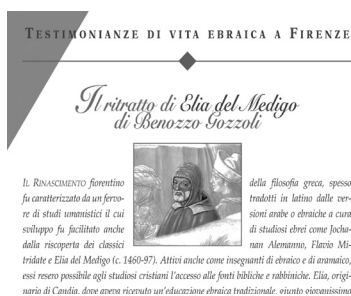 TESTIMONIANZE DI VITA EBRAICA A FIRENZE
Il ritratto di Elia del Medigo
di Benozzo Gozzoli
IL RINASCIMENTO fiorentino
fu caratterizzato da un fervo-
re di studi umanistici il cui
sviluppo fu facilitato anche
dalla riscoperta dei classici
della filosofia greca, spesso
tradotti in latino dalle ver-
sioni arabe o ebraiche a cura
di studiosi ebrei come Jocha-
nan Alemanno, Flavio Mi-
tridate e Elia del Medigo (c. 1460-97). Attivi anche come insegnanti di ebraico e di aramaico,
essi resero possibile agli studiosi cristiani l'accesso alle fonti bibliche e rabbiniche. Elia, origi-
nario di Candia, dove aveva ricevuto un'educazione ebraica tradizionale, giunto giovanissimo